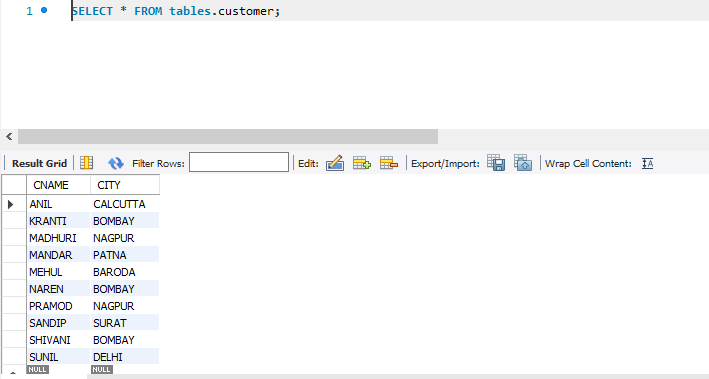 1 SELECT * FROM tables.customer;
Result Grid Filter Rows: Edit: Export/Import: Wrap Cell Content: IA
CNAME CITY
ANIL CALCUTTA
KRANTI BOMBAY
MADHURI NAGPUR
MANDAR PATNA
MEHUL BARODA
NAREN BOMBAY
PRAMOD NAGPUR
SANDIP SURAT
SHIVANI BOMBAY
SUNIL DELHI
NULL NULL